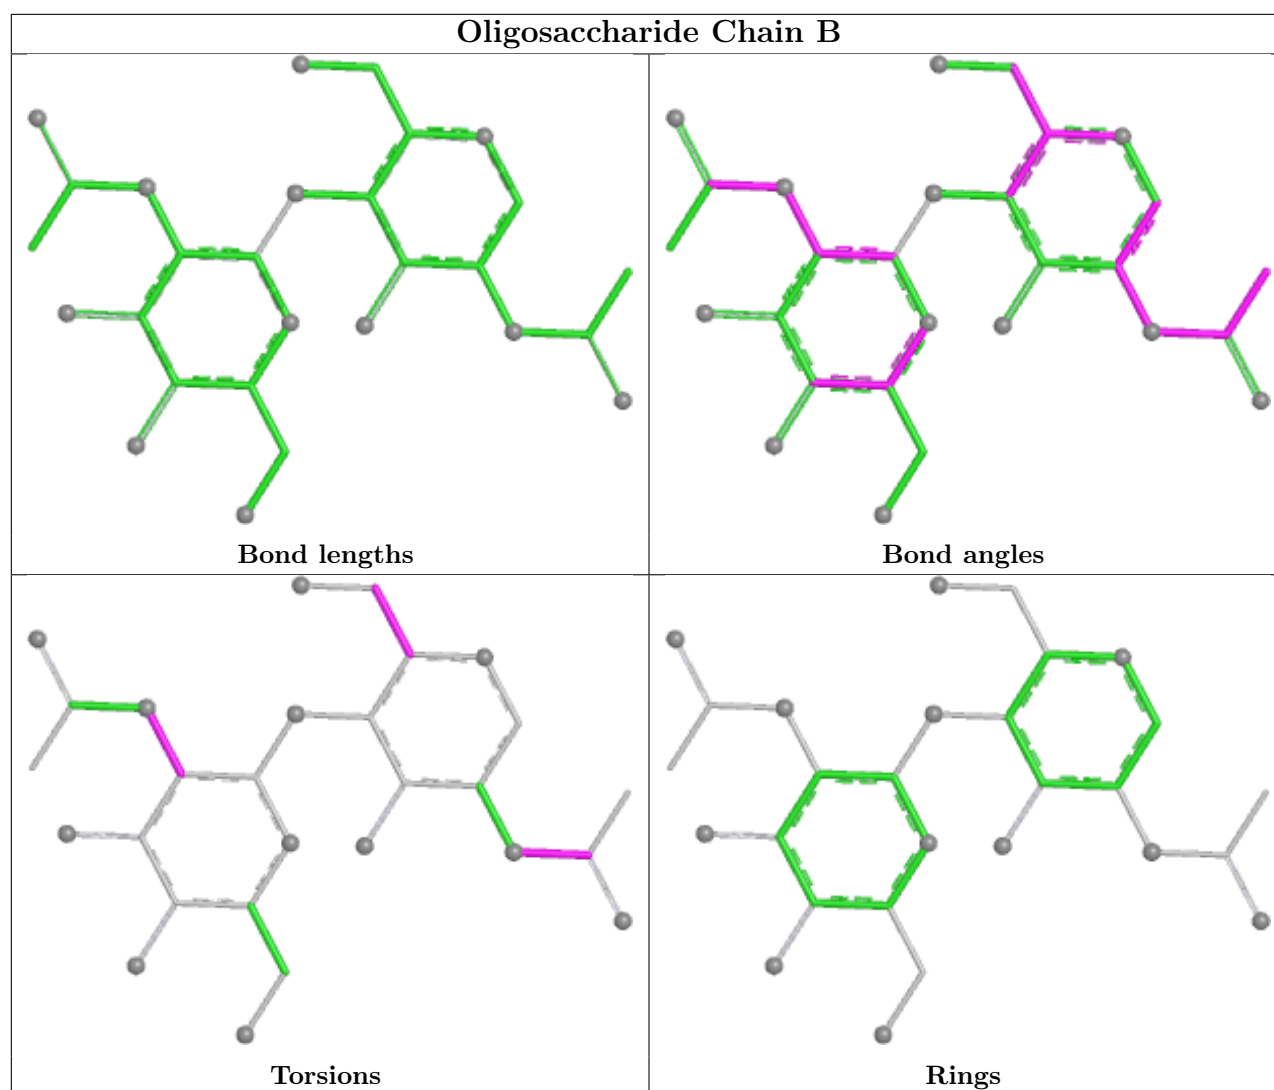 Oligosaccharide Chain B
Bond lengths
Bond angles
Torsions
Rings